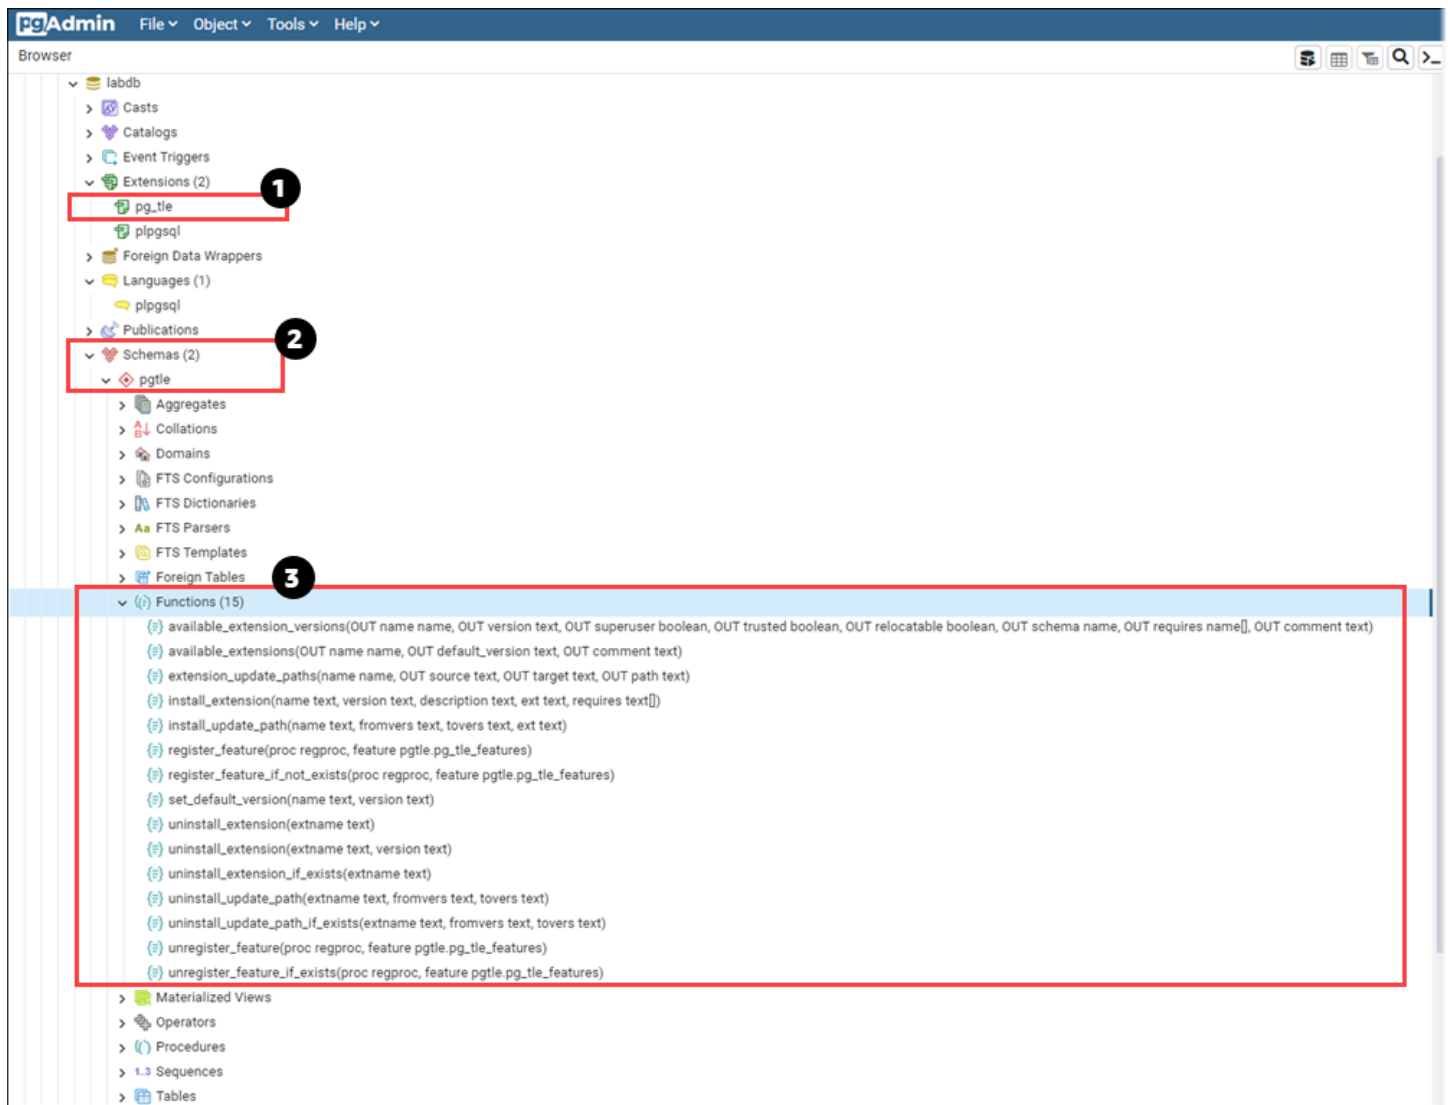 pgAdmin File Object Tools Help
Browser
labdb
Casts
Catalogs
Event Triggers
Extensions (2)
1
pg_tle
plpgsql
Foreign Data Wrappers
Languages (1)
plpgsql
Publications
2
Schemas (2)
pgtle
Aggregates
Collations
Domains
FTS Configurations
FTS Dictionaries
Aa FTS Parsers
FTS Templates
Foreign Tables
3
Functions (15)
available_extension_versions(OUT name name, OUT version text, OUT superuser boolean, OUT trusted boolean, OUT relocatable boolean, OUT schema name, OUT requires name[], OUT comment text)
available_extensions(OUT name name, OUT default_version text, OUT comment text)
extension_update_paths(name name, OUT source text, OUT target text, OUT path text)
install_extension(name text, version text, description text, ext text, requires text[])
install_update_path(name text, fromvers text, tovers text, ext text)
register_feature(proc regproc, feature pgtle.pg_tle_features)
register_feature_if_not_exists(proc regproc, feature pgtle.pg_tle_features)
set_default_version(name text, version text)
uninstall_extension(extname text)
uninstall_extension(extname text, version text)
uninstall_extension_if_exists(extname text)
uninstall_update_path(extname text, fromvers text, tovers text)
uninstall_update_path_if_exists(extname text, fromvers text, tovers text)
unregister_feature(proc regproc, feature pgtle.pg_tle_features)
unregister_feature_if_exists(proc regproc, feature pgtle.pg_tle_features)
Materialized Views
Operators
Procedures
1..3 Sequences
Tables